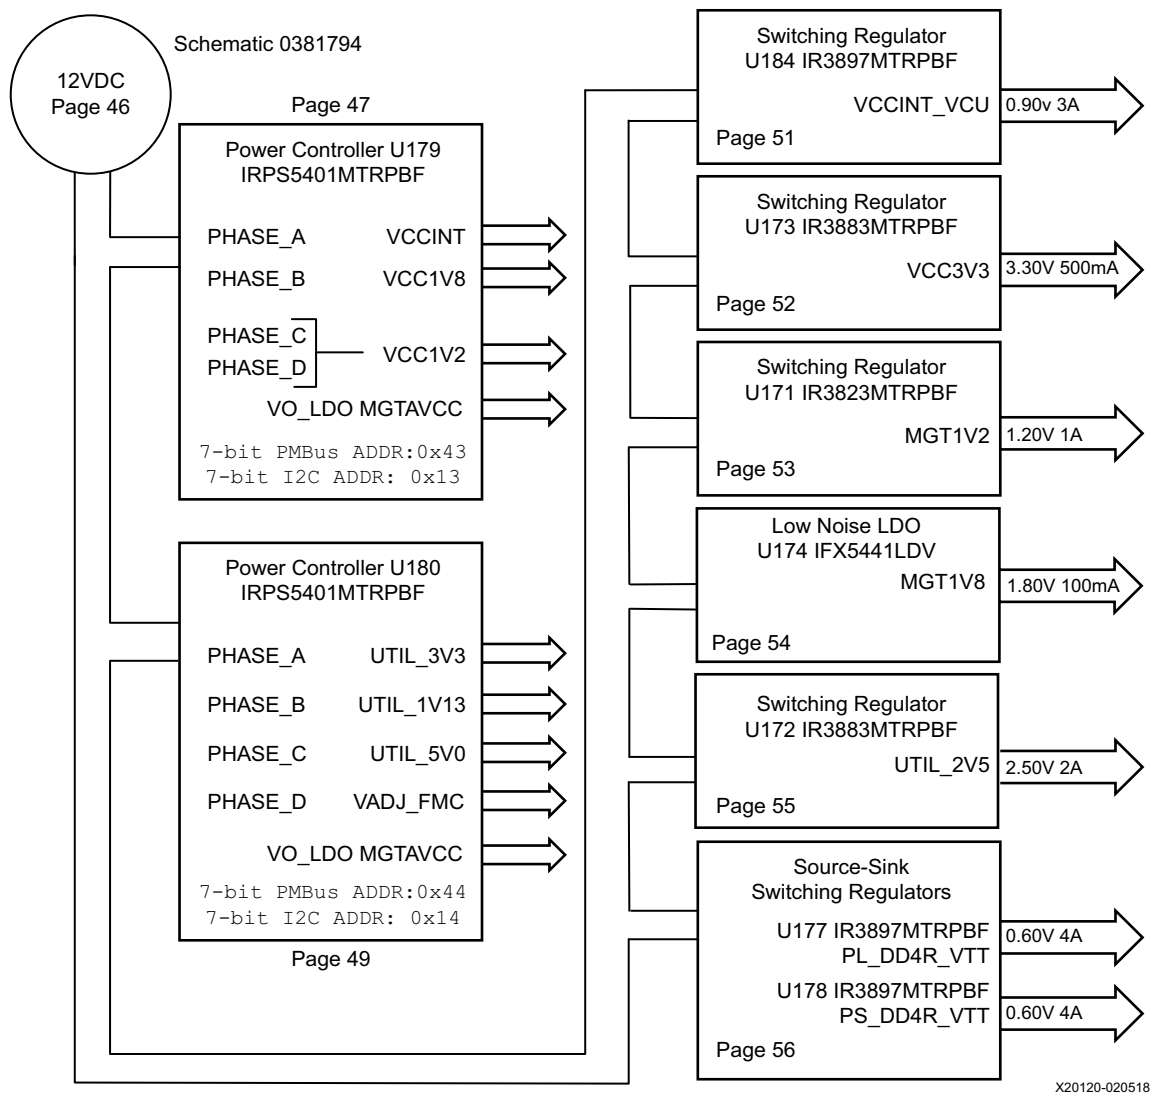 Schematic 0381794
12VDC
Page 46
Page 47
Power Controller U179
IRPS5401MTRPBF
PHASE_A VCCINT
PHASE_B VCC1V8
PHASE_C
PHASE_D
VCC1V2
VO_LDO MGTAVCC
7-bit PMBus ADDR:0x43
7-bit I2C ADDR: 0x13
Power Controller U180
IRPS5401MTRPBF
PHASE_A UTIL_3V3
PHASE_B UTIL_1V13
PHASE_C UTIL_5V0
PHASE_D VADJ_FMC
VO_LDO MGTAVCC
7-bit PMBus ADDR:0x44
7-bit I2C ADDR: 0x14
Page 49
Switching Regulator
U184 IR3897MTRPBF
VCCINT_VCU
0.90v 3A
Page 51
Switching Regulator
U173 IR3883MTRPBF
VCC3V3
3.30V 500mA
Page 52
Switching Regulator
U171 IR3823MTRPBF
MGT1V2
1.20V 1A
Page 53
Low Noise LDO
U174 IFX5441LDV
MGT1V8
1.80V 100mA
Page 54
Switching Regulator
U172 IR3883MTRPBF
UTIL_2V5
2.50V 2A
Page 55
Source-Sink
Switching Regulators
U177 IR3897MTRPBF
PL_DD4R_VTT
0.60V 4A
U178 IR3897MTRPBF
PS_DD4R_VTT
0.60V 4A
Page 56
X20120-020518